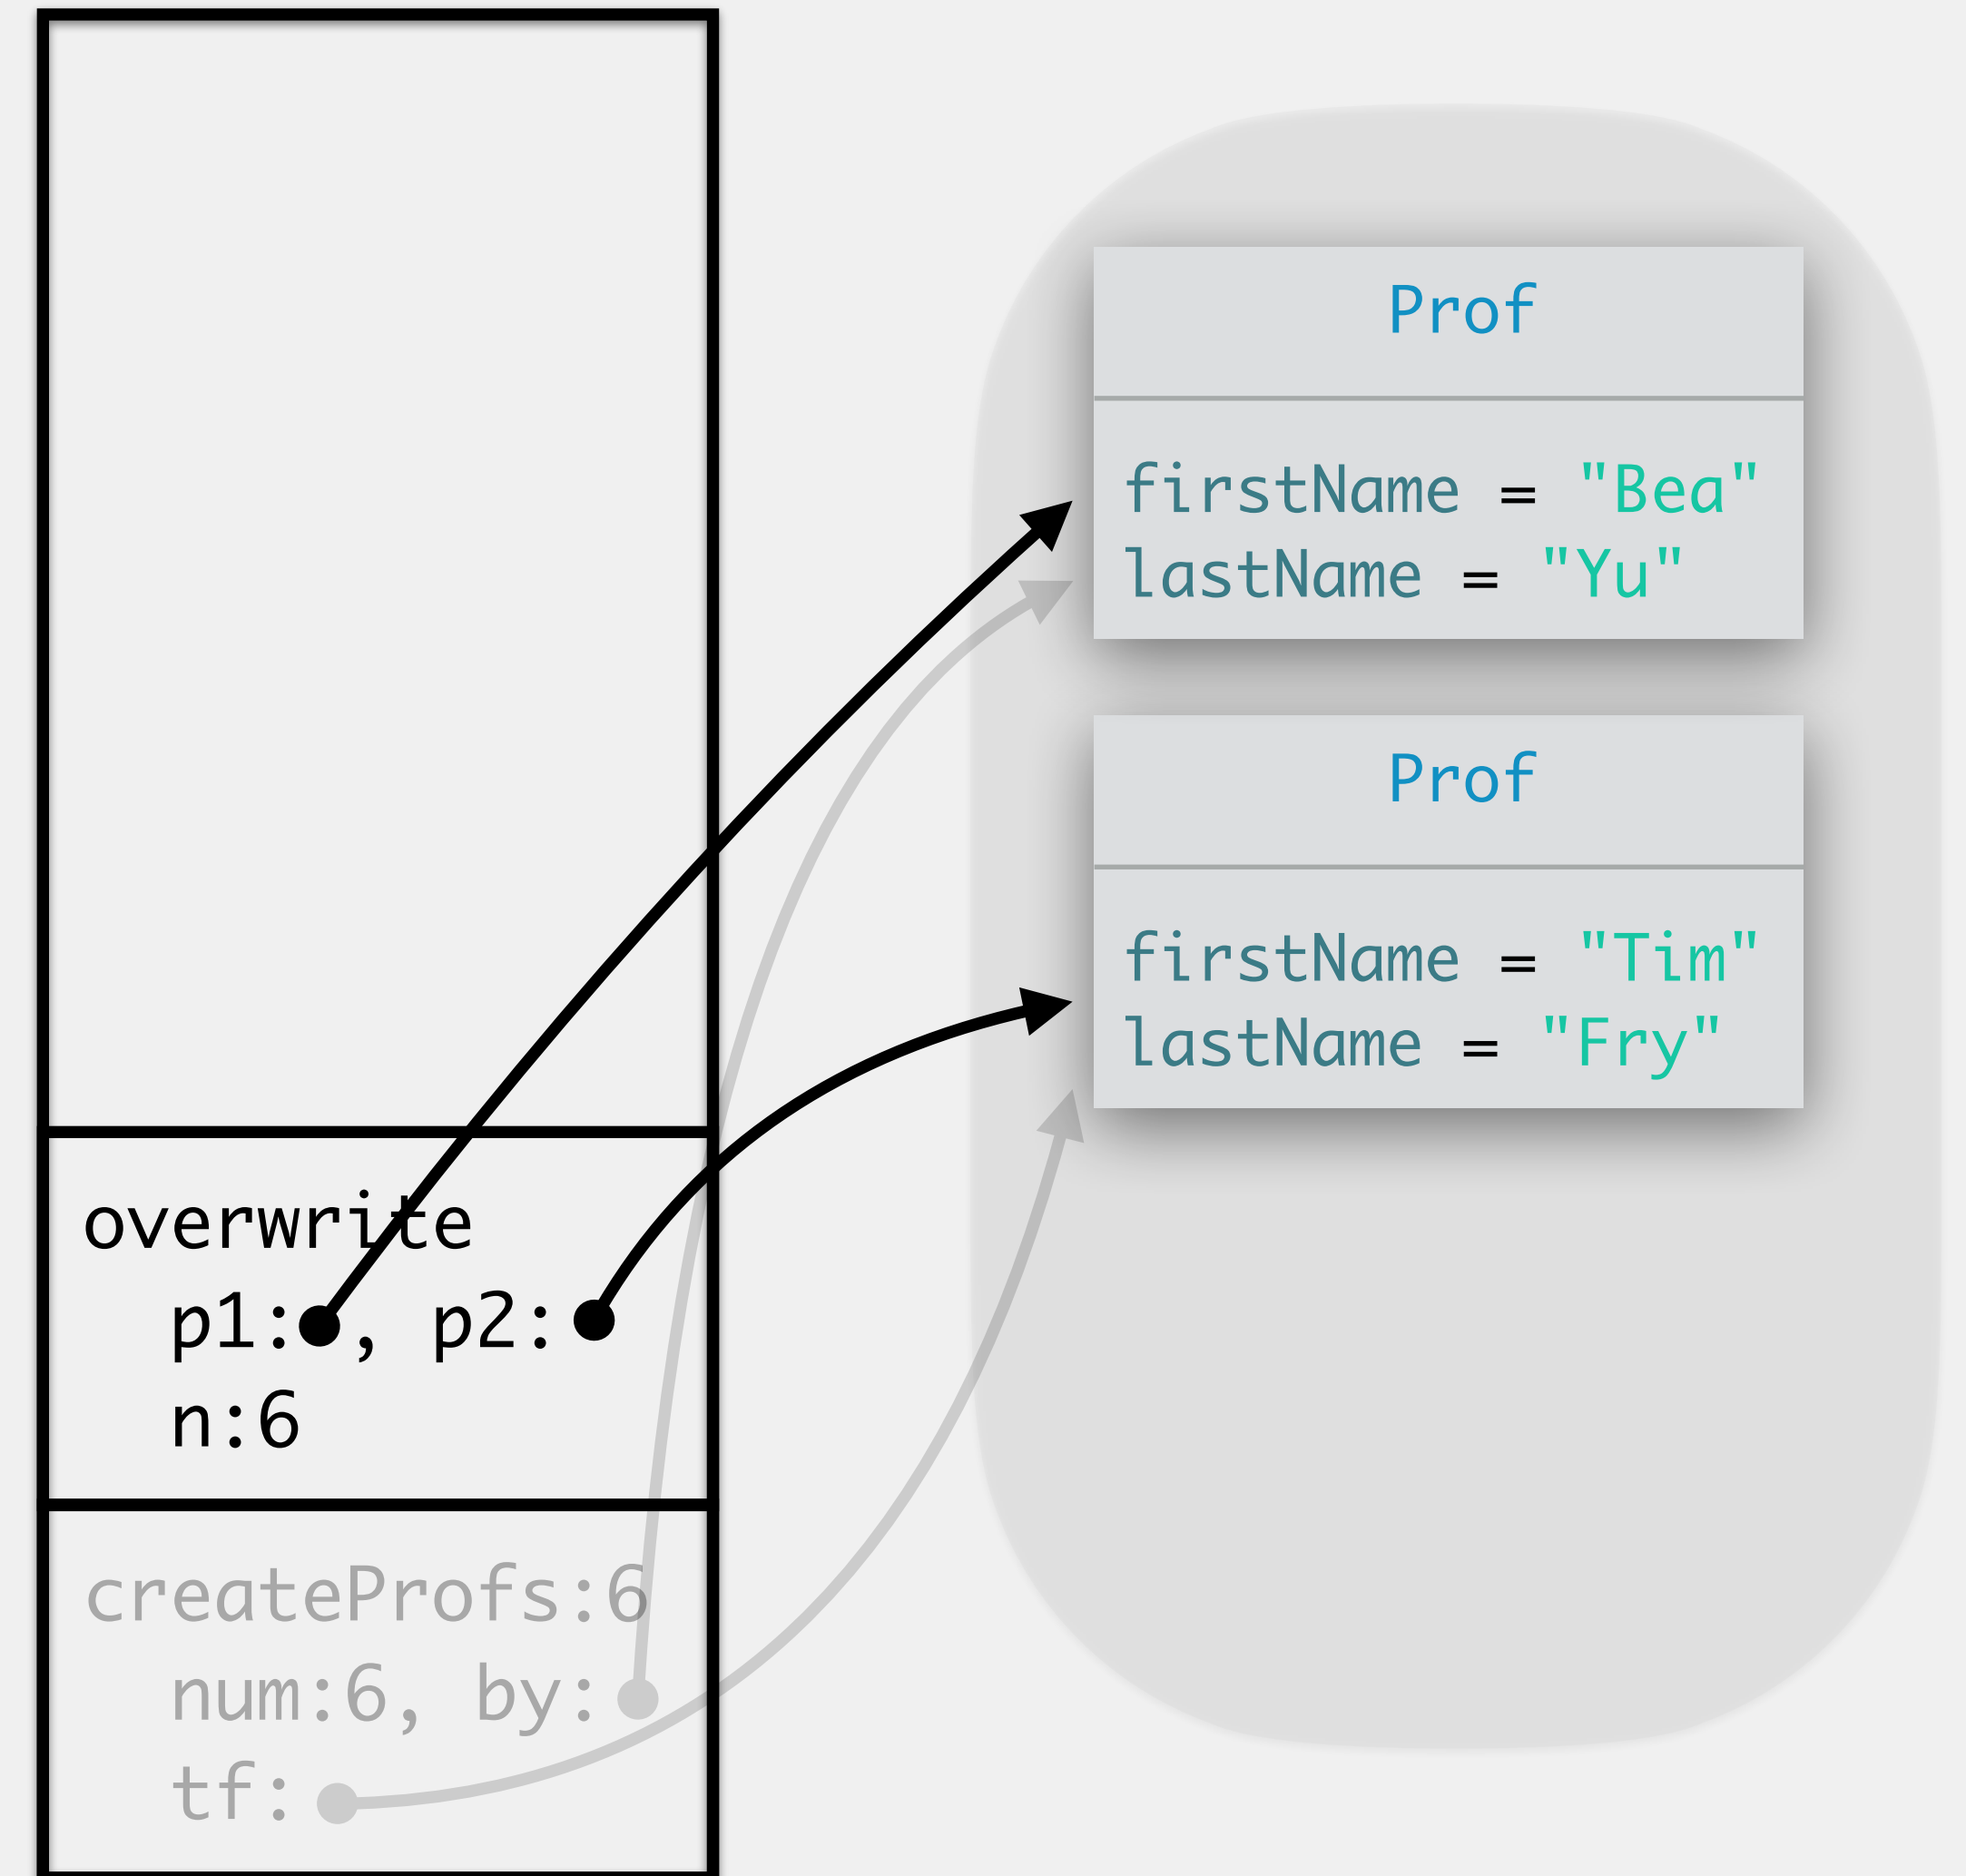 Prof
firstName = "Bea"
lastName = "Yu"
Prof
firstName = "Tim"
lastName = "Fry"
overwrite
p1: , p2:
n:6
createProfs:6
num:6, by:
tf: